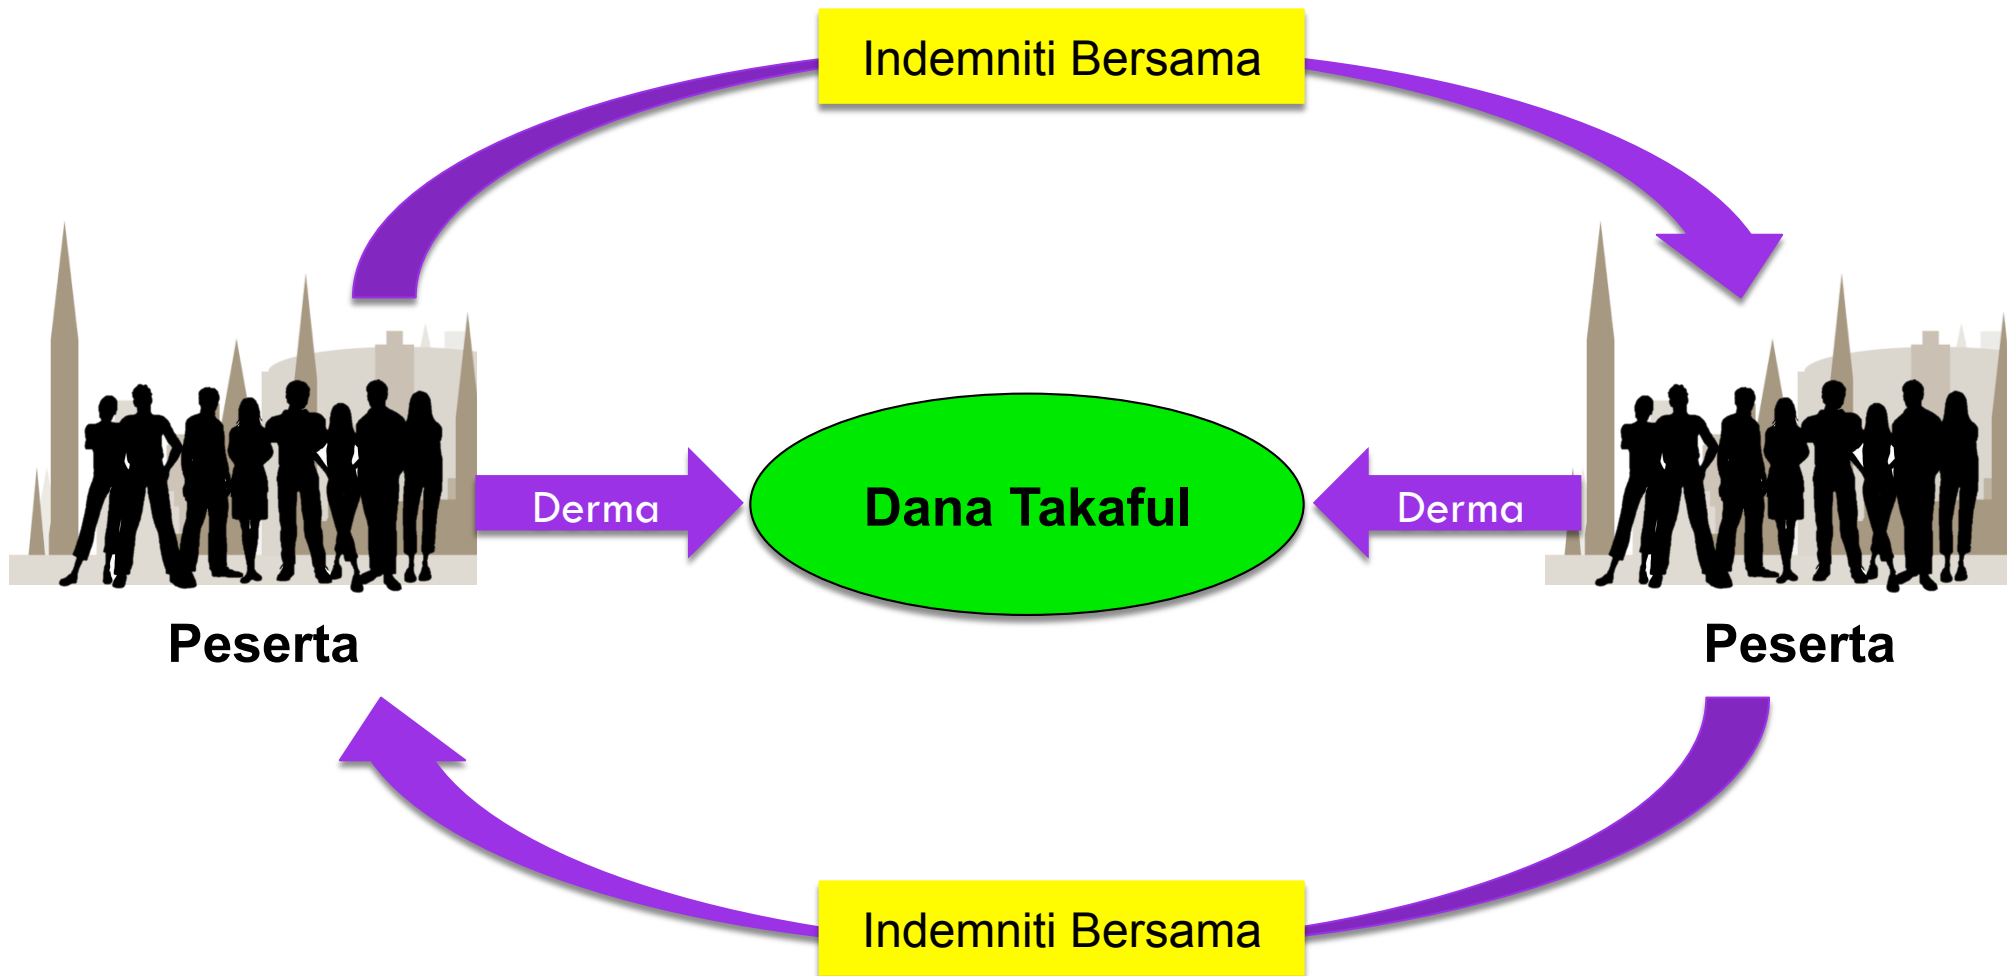 Indemniti Bersama
Derma
Dana Takaful
Derma
Peserta
Peserta
Indemniti Bersama